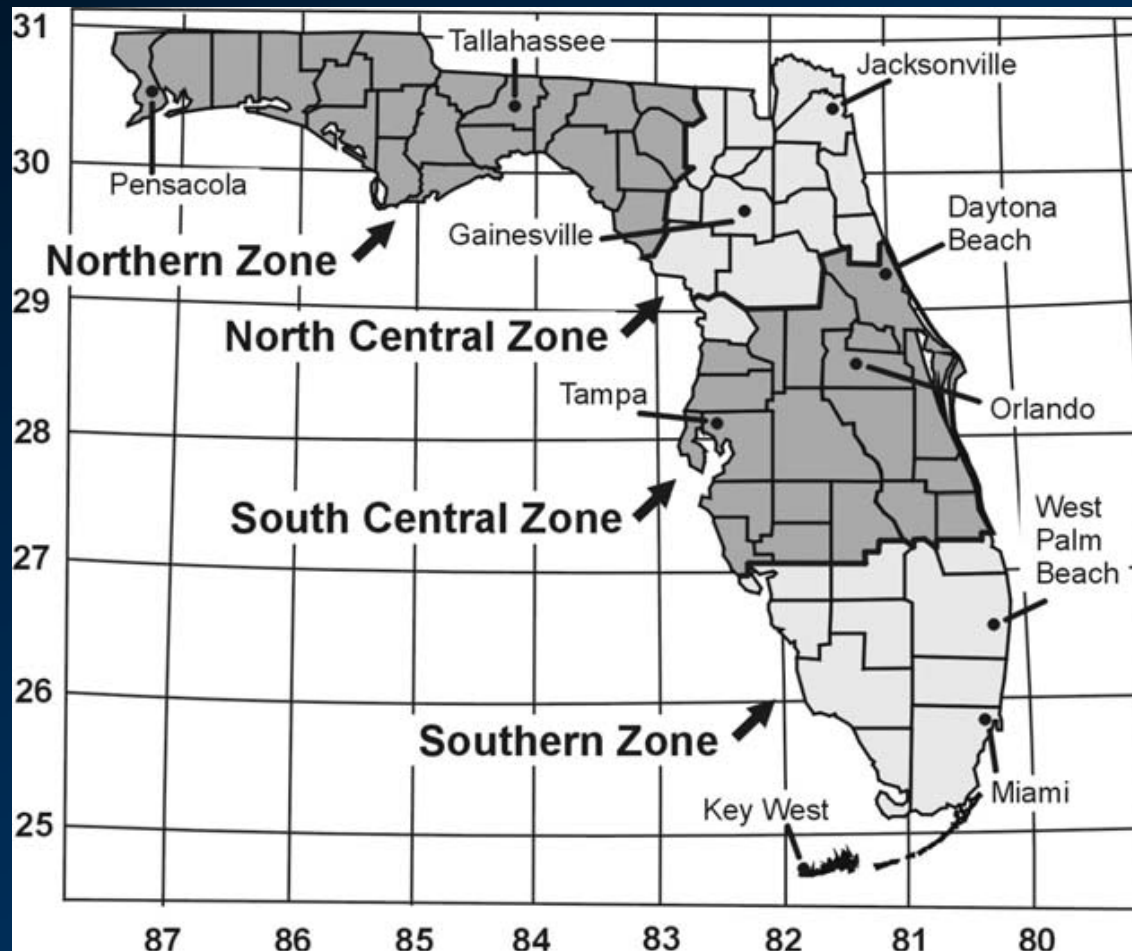 31
Tallahassee
Jacksonville
30
Pensacola
Gainesville
Daytona
Beach
Northern Zone
29
North Central Zone
Tampa
Orlando
28
South Central Zone
West
Palm
Beach
27
26
Southern Zone
Key West
Miami
25
87
86
85
84
83
82
81
80